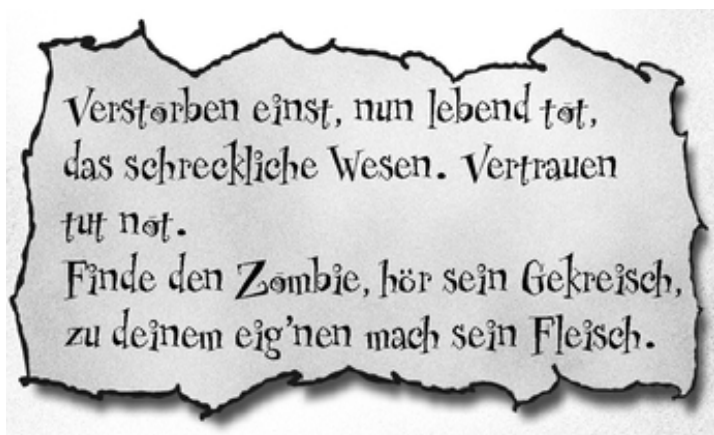 Verstorben einst, nun lebend tot,
das schreckliche Wesen. Vertrauen
tut not.
Finde den Zombie, hör sein Gekreisch,
zu deinem eig'nen mach sein Fleisch.